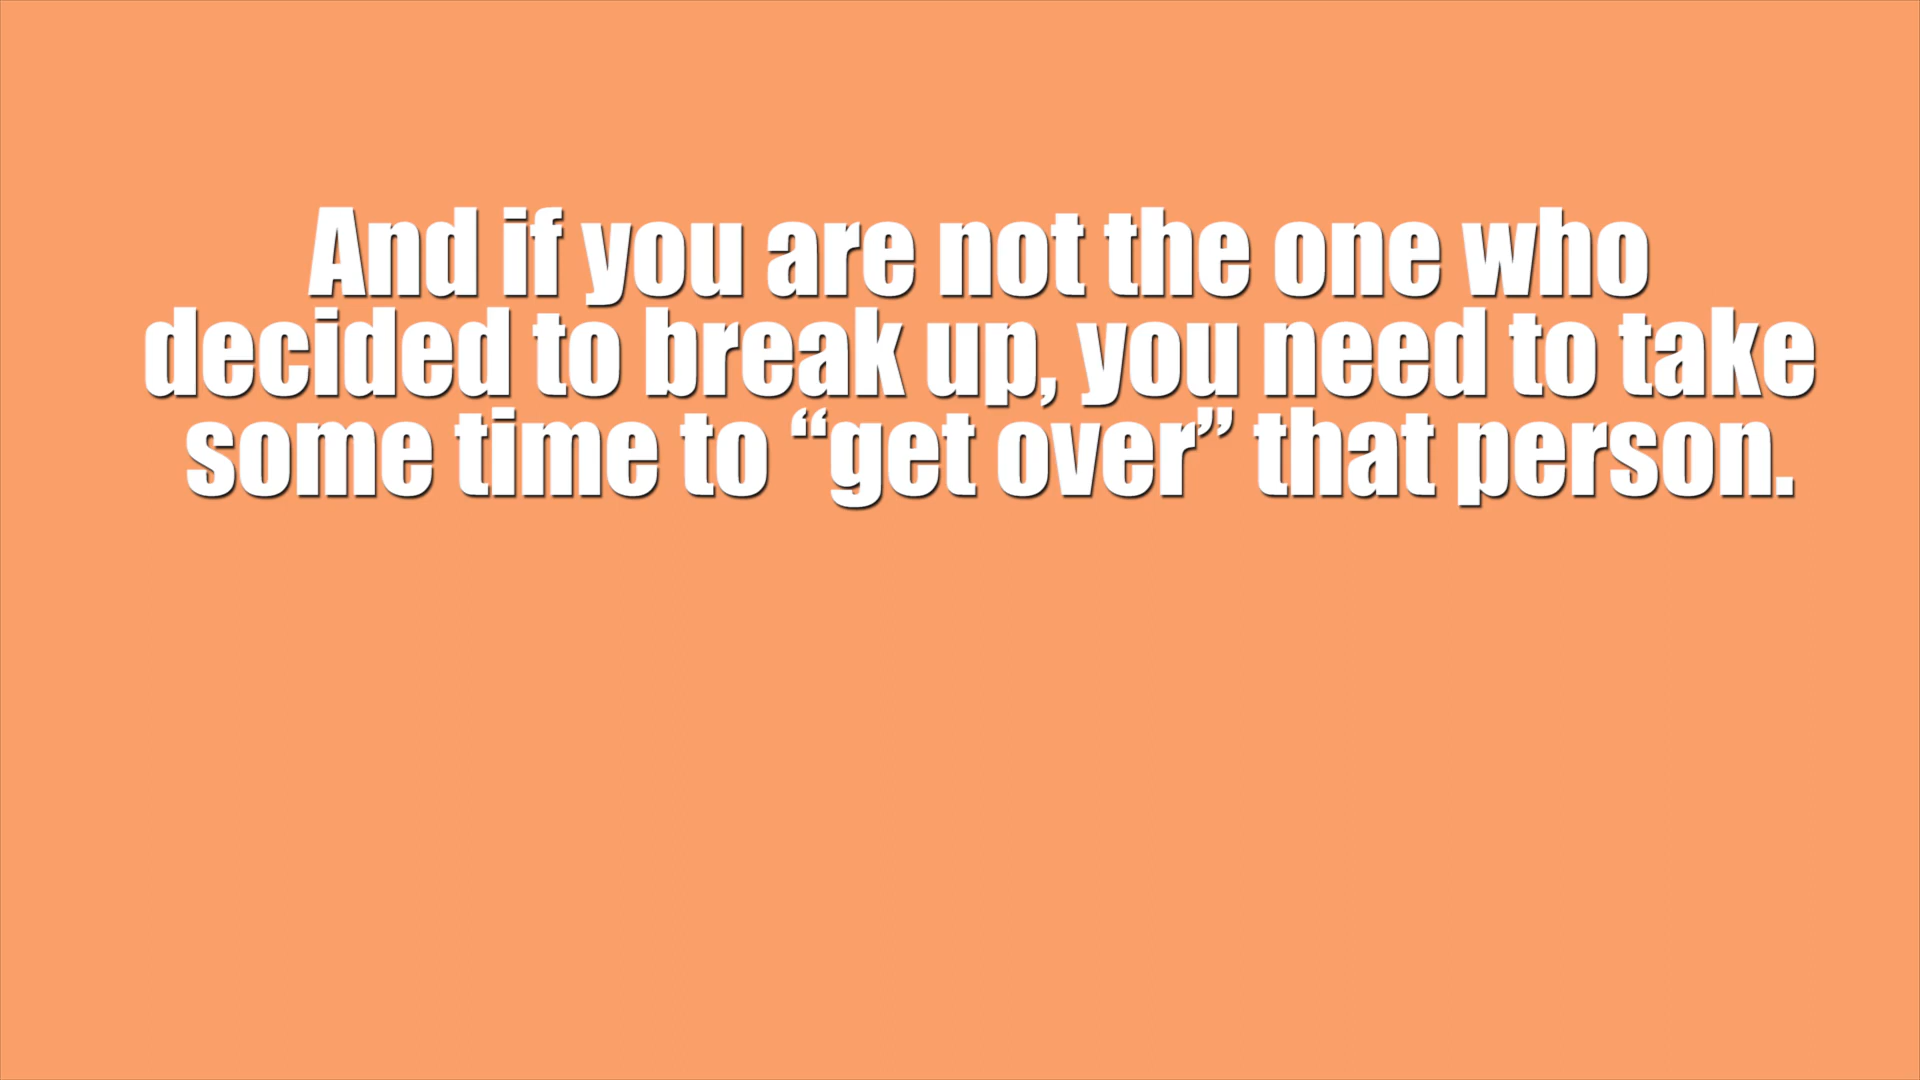 And if you are not the one who
decided to break up, you need to take
some time to “get over” that person.